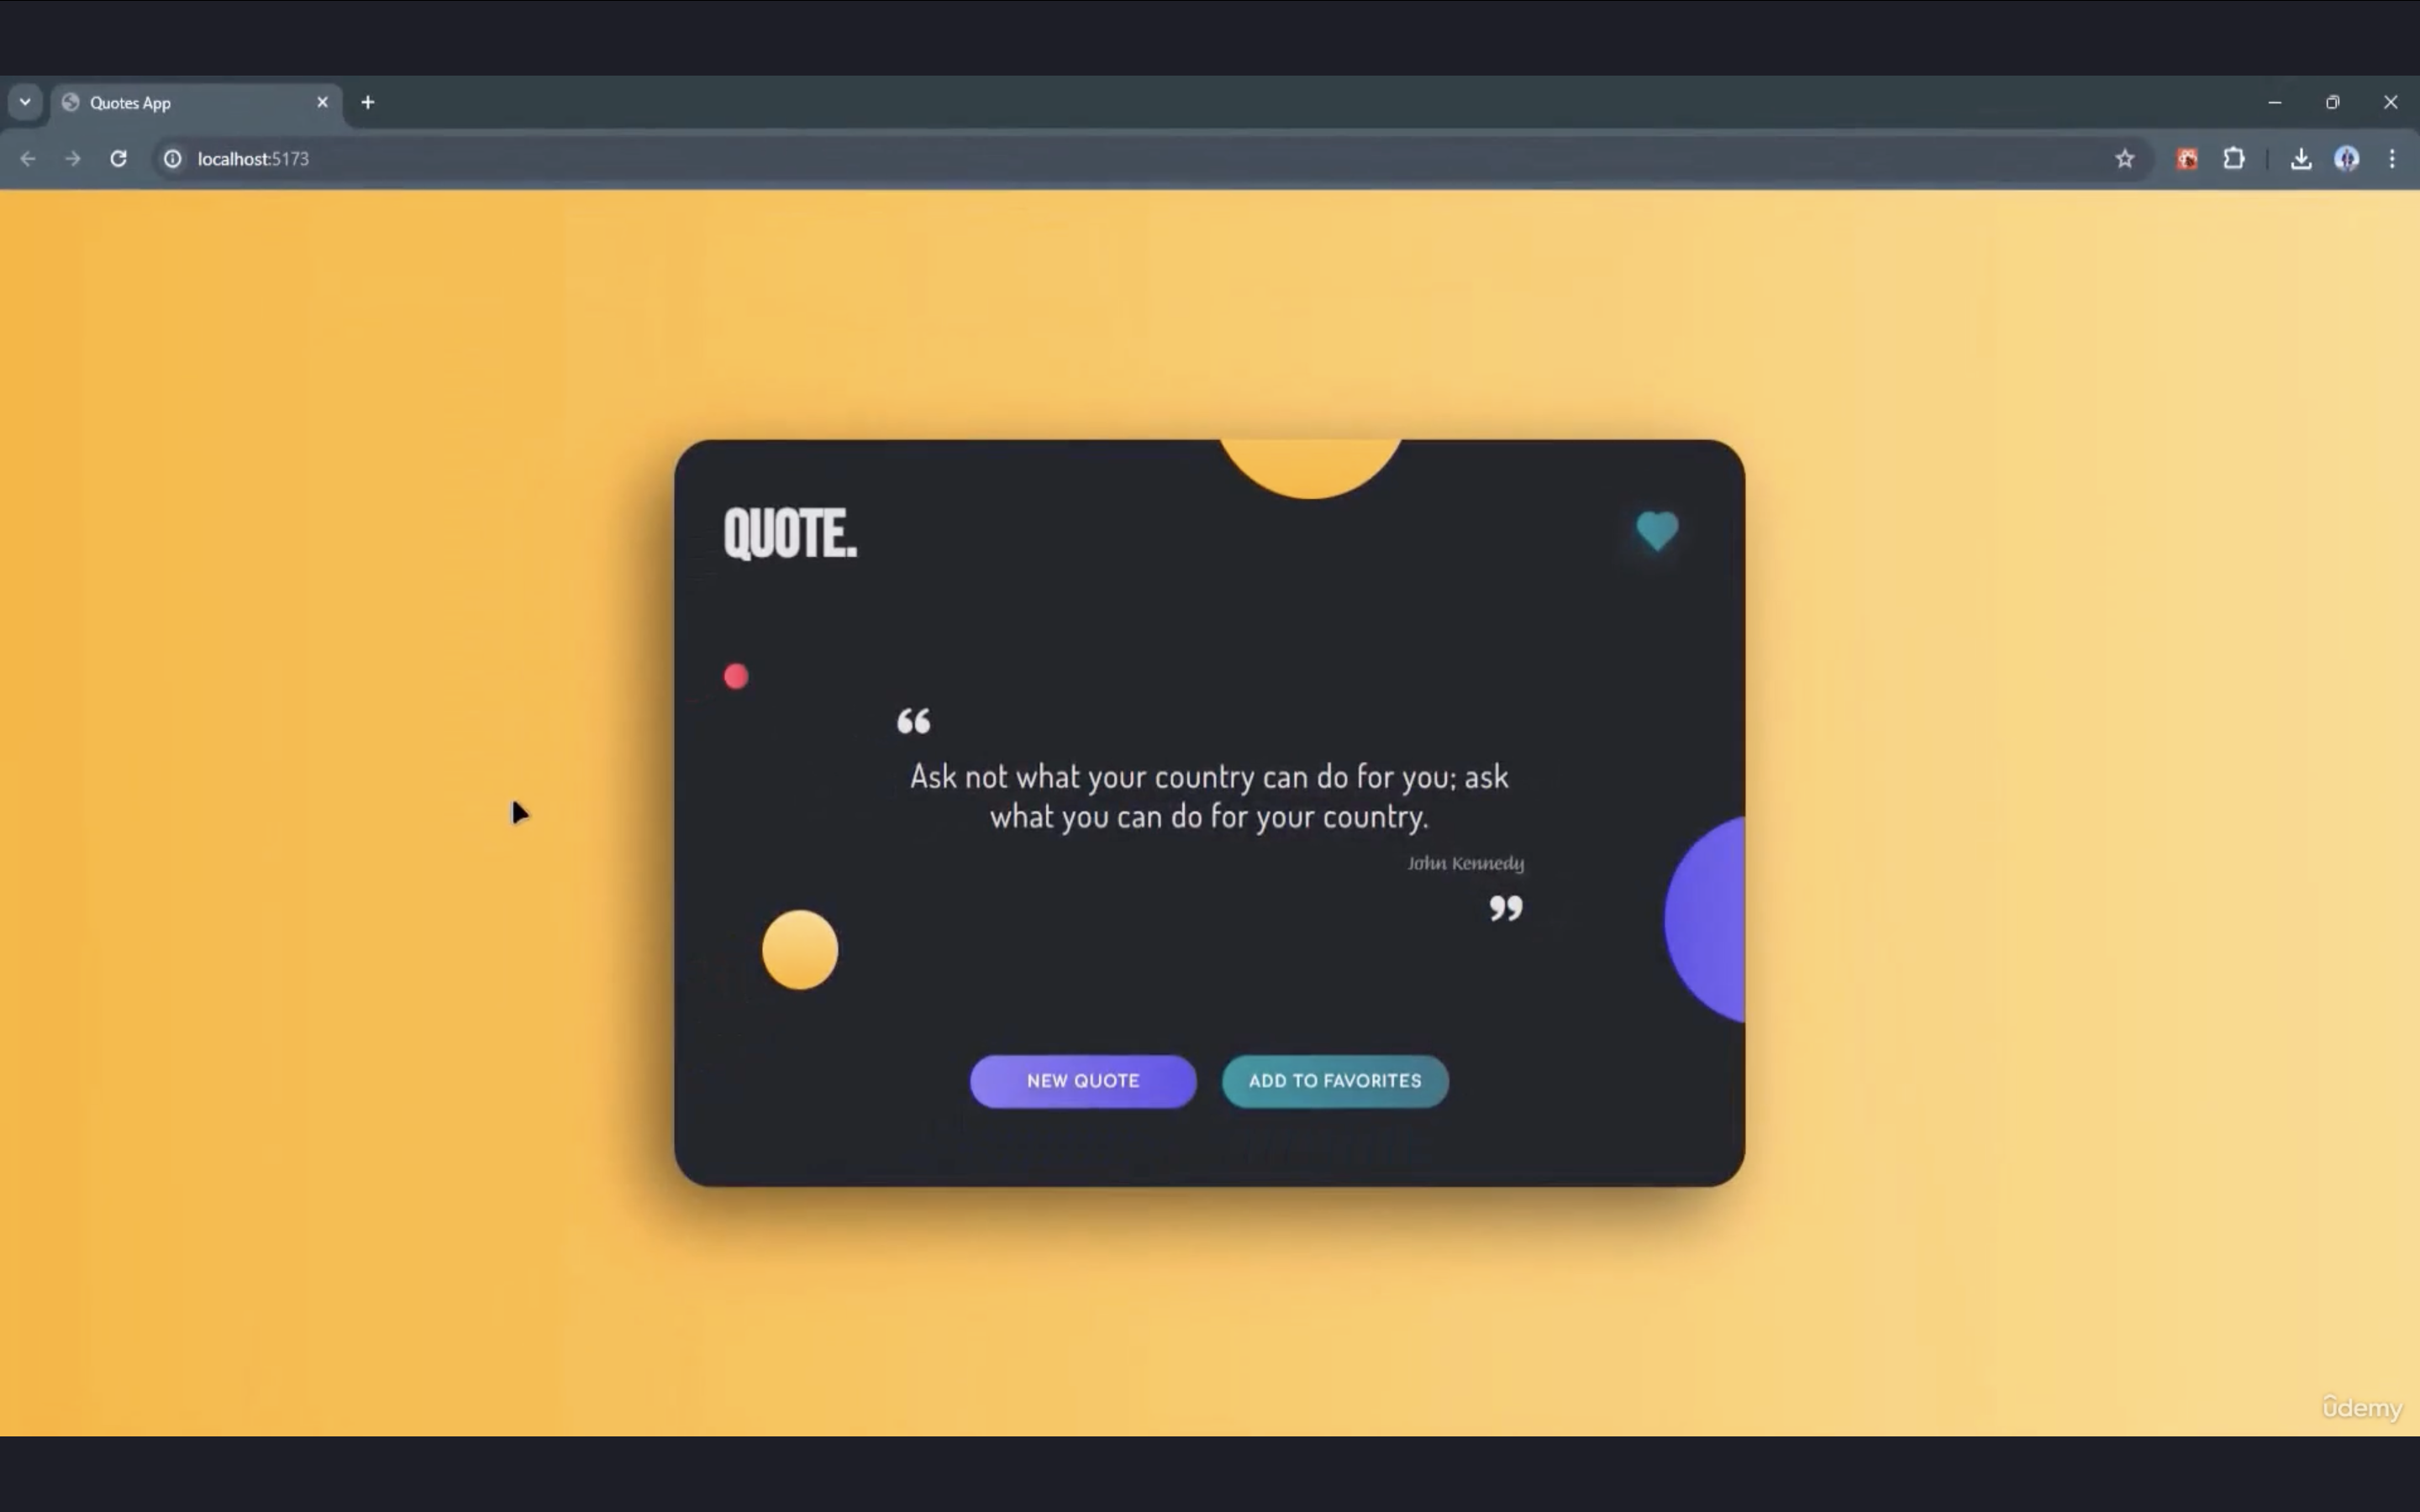 Quotes App
localhost:5173
QUOTE.
“
Ask not what your country can do for you; ask
what you can do for your country.
John Kennedy
”
NEW QUOTE
ADD TO FAVORITES
ûdemy